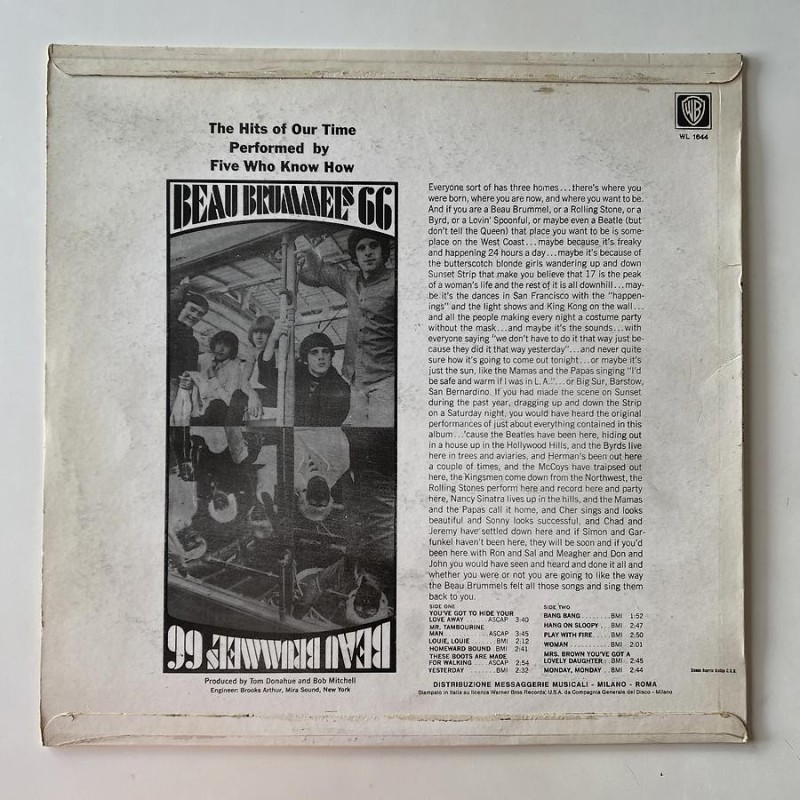 The Hits of Our Time
Performed by
Five Who Know How
BEAU BRUMMELS 66
BEAU BRUMMELS 66
Produced by Tom Donahue and Bob Mitchell
Engineer: Brooks Arthur, Mira Sound, New York
WB
WL 1644
Everyone sort of has three homes...there's where you
were born, where you are now, and where you want to be.
And if you are a Beau Brummel, or a Rolling Stone, or a
Byrd, or a Lovin' Spoonful, or maybe even a Beatle (but
don't tell the Queen) that place you want to be is some-
place on the West Coast...maybe because it's freaky
and happening 24 hours a day...maybe it's because of
the butterscotch blonde girls wandering up and down
Sunset Strip that make you believe that 17 is the peak
of a woman's life and the rest of it is all downhill...may-
be it's the dances in San Francisco with the "happen-
ings" and the light shows and King Kong on the wall...
and all the people making every night a costume party
without the mask...and maybe it's the sounds...with
everyone saying "we don't have to do it that way just be-
cause they did it that way yesterday"...and never quite
sure how it's going to come out tonight...or maybe it's
just the sun, like the Mamas and the Papas singing "I'd
be safe and warm if I was in L.A."...or Big Sur, Barstow,
San Bernardino. If you had made the scene on Sunset
during the past year, dragging up and down the Strip
on a Saturday night, you would have heard the original
performances of just about everything contained in this
album...'cause the Beatles have been here, hiding out
in a house up in the Hollywood Hills, and the Byrds live
here in trees and aviaries, and Herman's been out here
a couple of times, and the McCoys have traipsed out
here, the Kingsmen come down from the Northwest, the
Rolling Stones perform here and record here and party
here, Nancy Sinatra lives up in the hills, and the Mamas
and the Papas call it home, and Cher sings and looks
beautiful and Sonny looks successful, and Chad and
Jeremy have settled down here and if Simon and Gar-
funkel haven't been here, they will be soon and if you'd
been here with Ron and Sal and Meagher and Don and
John you would have seen and heard and done it all and
whether you were or not you are going to like the way
the Beau Brummels felt all those songs and sing them
back to you.
SIDE ONE
YOU'VE GOT TO HIDE YOUR
LOVE AWAY ......ASCAP 3:40
MR. TAMBOURINE
MAN ..........ASCAP 3:45
LOUIE, LOUIE .....BMI 2:12
HOMEWARD BOUND BMI 2:41
THESE BOOTS ARE MADE
FOR WALKING ...ASCAP 2:54
YESTERDAY ........BMI 2:32
SIDE TWO
BANG BANG ........BMI 1:52
HANG ON SLOOPY...BMI 2:47
PLAY WITH FIRE....BMI 2:50
WOMAN ...........BMI 2:01
MRS. BROWN YOU'VE GOT A
LOVELY DAUGHTER..BMI 2:45
MONDAY, MONDAY ..BMI 2:44
DISTRIBUZIONE MESSAGGERIE MUSICALI - MILANO - ROMA
Stampato in Italia su licenza Warner Bros Records; U.S.A. da Compagnia Generale del Disco - Milano